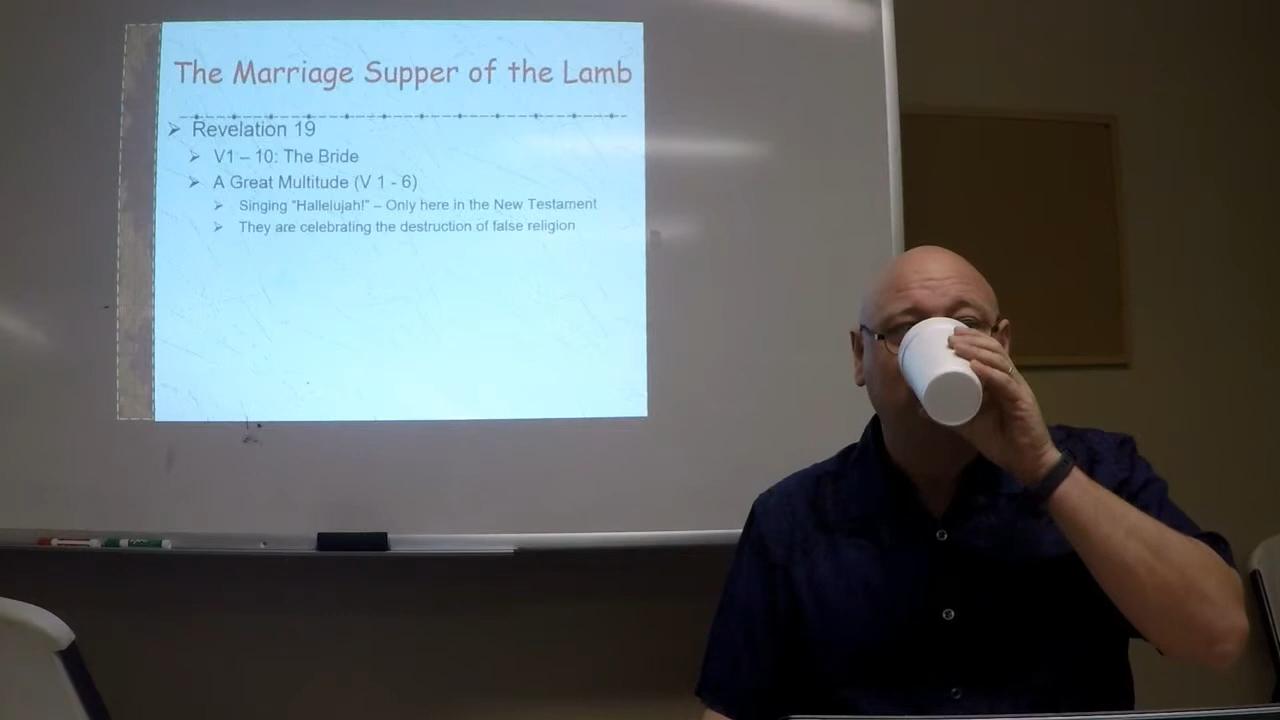 The Marriage Supper of the Lamb
Revelation 19
V1 – 10: The Bride
A Great Multitude (V 1 - 6)
Singing "Hallelujah!" – Only here in the New Testament
They are celebrating the destruction of false religion